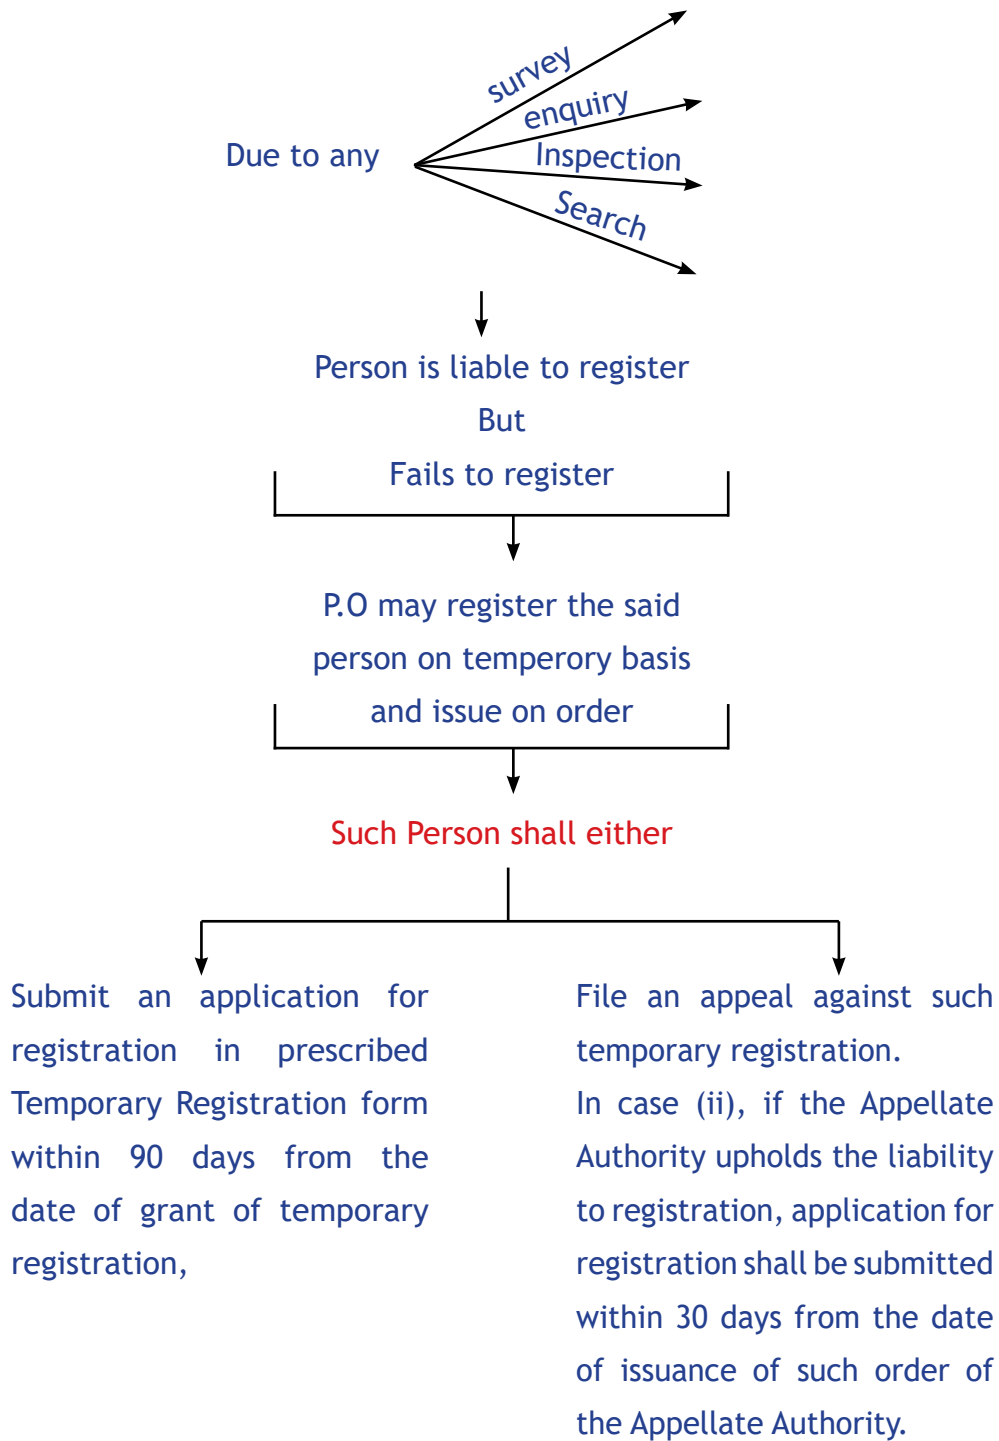 survey
enquiry
Due to any
Inspection
Search
Person is liable to register
But
Fails to register
P.O may register the said
person on temperory basis
and issue on order
Such Person shall either
Submit an application for
registration in prescribed
Temporary Registration form
within 90 days from the
date of grant of temporary
registration,
File an appeal against such
temporary registration.
In case (ii), if the Appellate
Authority upholds the liability
to registration, application for
registration shall be submitted
within 30 days from the date
of issuance of such order of
the Appellate Authority.